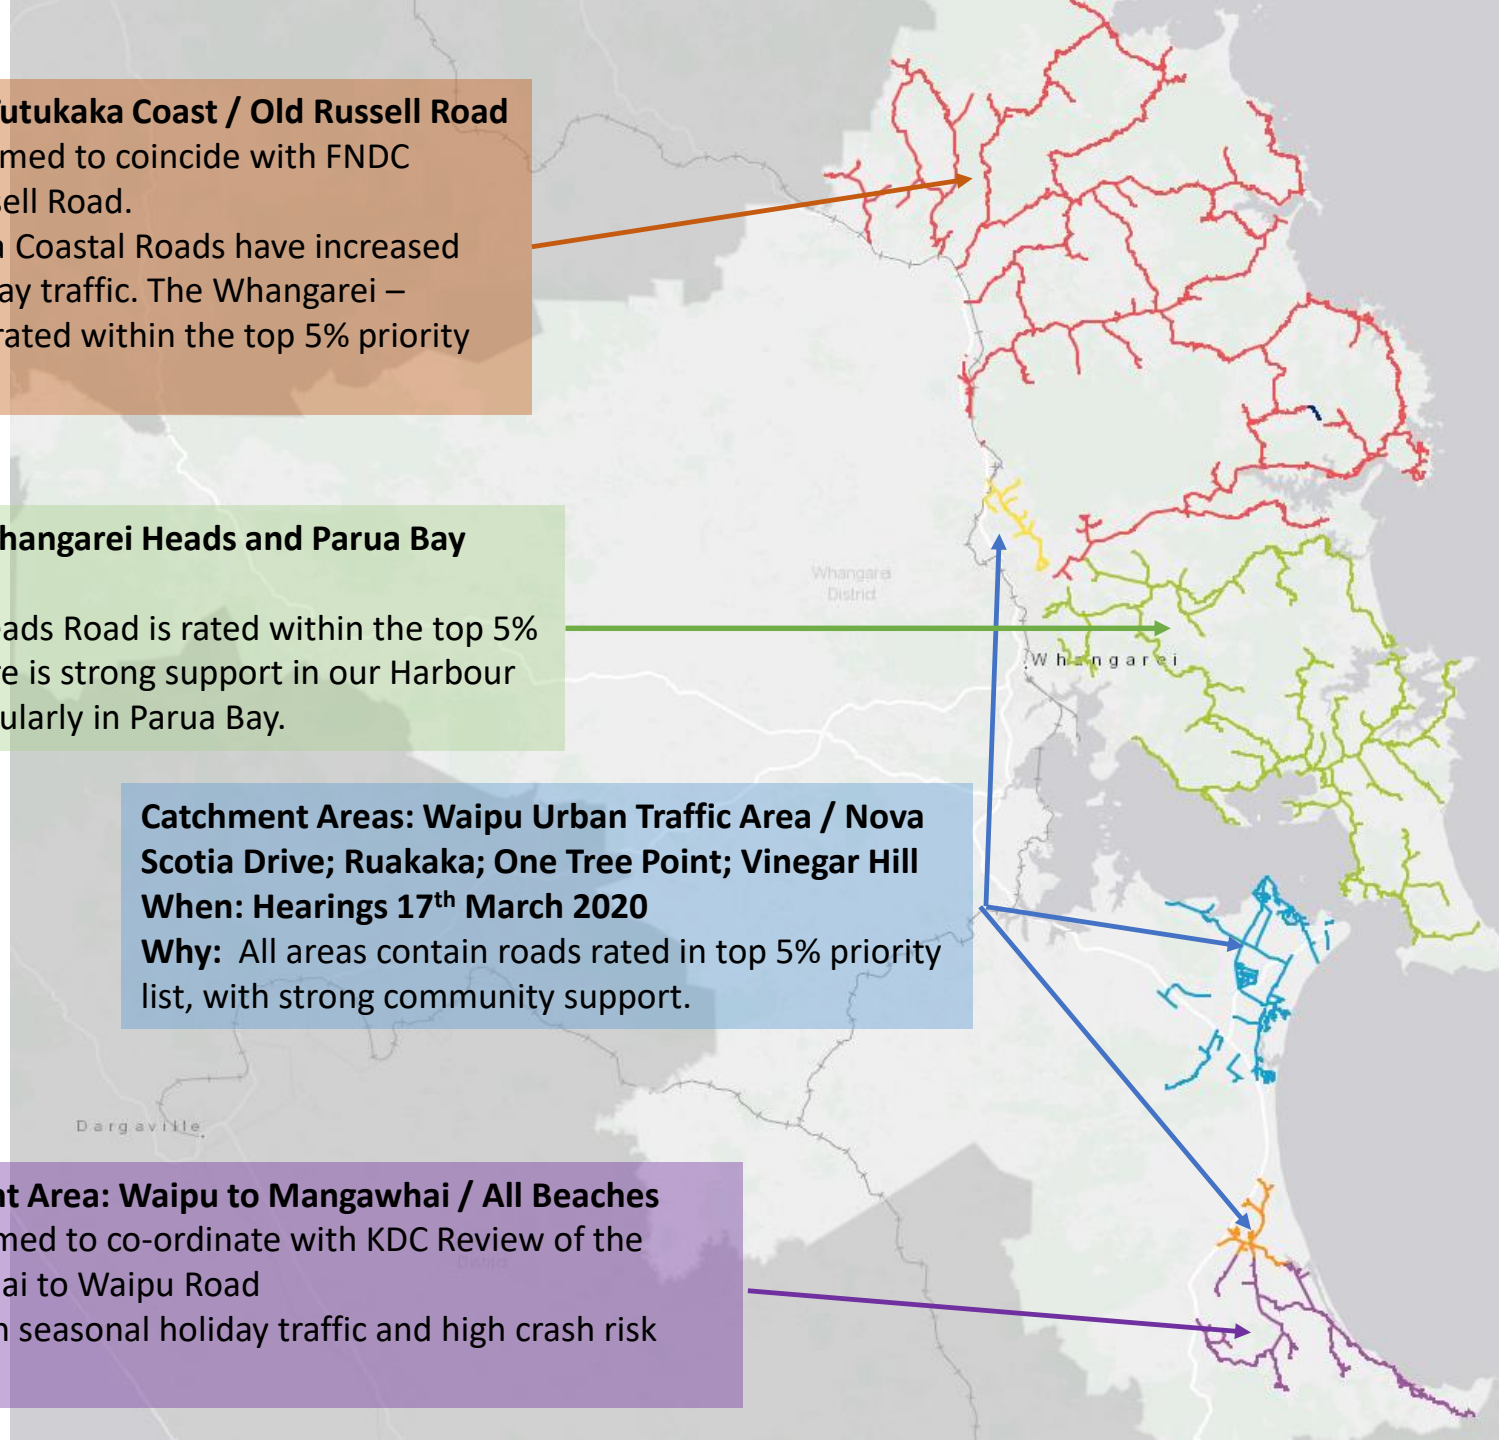 utukaka Coast / Old Russell Road
med to coincide with FNDC
sell Road.
a Coastal Roads have increased
ay traffic. The Whangarei –
rated within the top 5% priority
hangarei Heads and Parua Bay
eads Road is rated within the top 5%
re is strong support in our Harbour
cularly in Parua Bay.
Whangarei
District
Whangarei
Catchment Areas: Waipu Urban Traffic Area / Nova
Scotia Drive; Ruakaka; One Tree Point; Vinegar Hill
When: Hearings 17th March 2020
Why: All areas contain roads rated in top 5% priority
list, with strong community support.
Dargaville
nt Area: Waipu to Mangawhai / All Beaches
med to co-ordinate with KDC Review of the
ai to Waipu Road
h seasonal holiday traffic and high crash risk